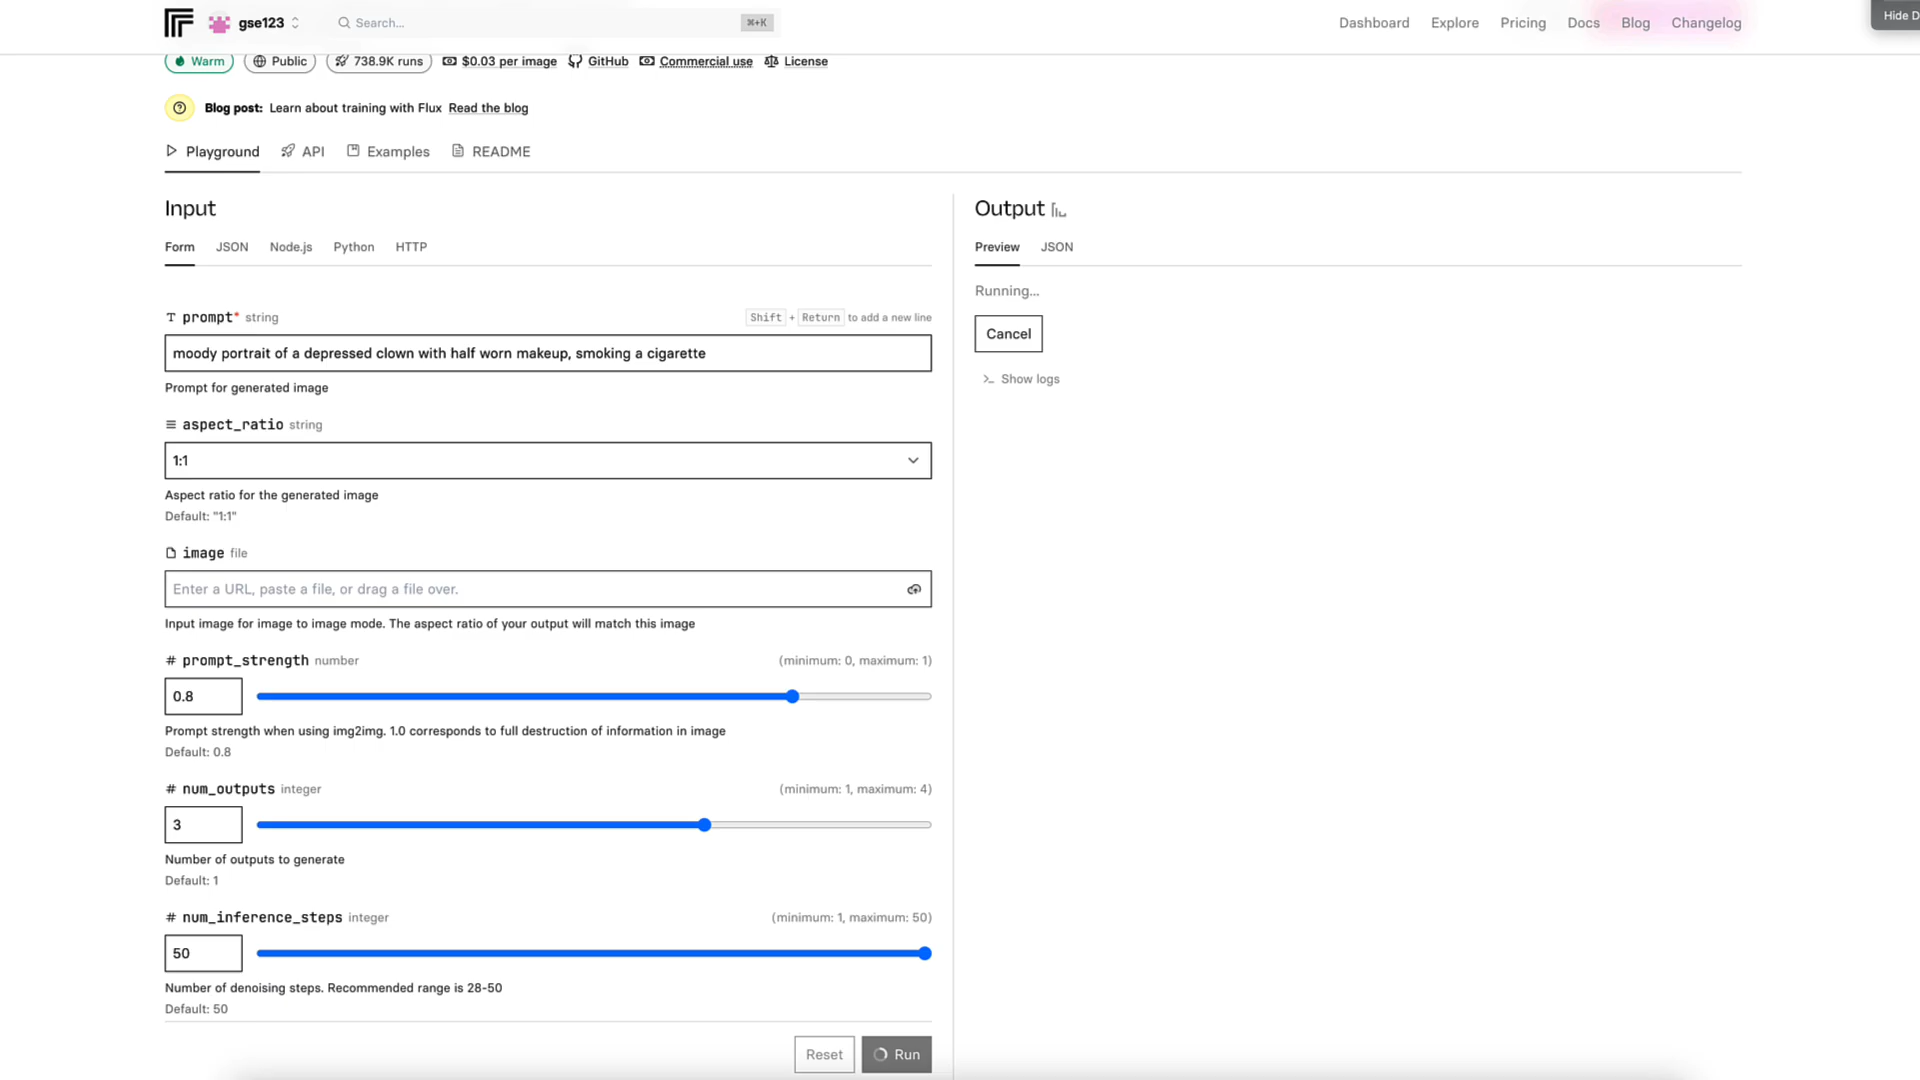 gse123
Search...
⌘+K
Dashboard
Explore
Pricing
Docs
Blog
Changelog
Hide D
Warm
Public
738.9K runs
$0.03 per image
GitHub
Commercial use
License
Blog post: Learn about training with Flux Read the blog
Playground
API
Examples
README
Input
Form
JSON
Node.js
Python
HTTP
prompt* string
Shift + Return to add a new line
moody portrait of a depressed clown with half worn makeup, smoking a cigarette
Prompt for generated image
aspect_ratio string
1:1
Aspect ratio for the generated image
Default: "1:1"
image file
Enter a URL, paste a file, or drag a file over.
Input image for image to image mode. The aspect ratio of your output will match this image
# prompt_strength number
(minimum: 0, maximum: 1)
0.8
Prompt strength when using img2img. 1.0 corresponds to full destruction of information in image
Default: 0.8
# num_outputs integer
(minimum: 1, maximum: 4)
3
Number of outputs to generate
Default: 1
# num_inference_steps integer
(minimum: 1, maximum: 50)
50
Number of denoising steps. Recommended range is 28-50
Default: 50
Reset
Run
Output
Preview
JSON
Running...
Cancel
Show logs